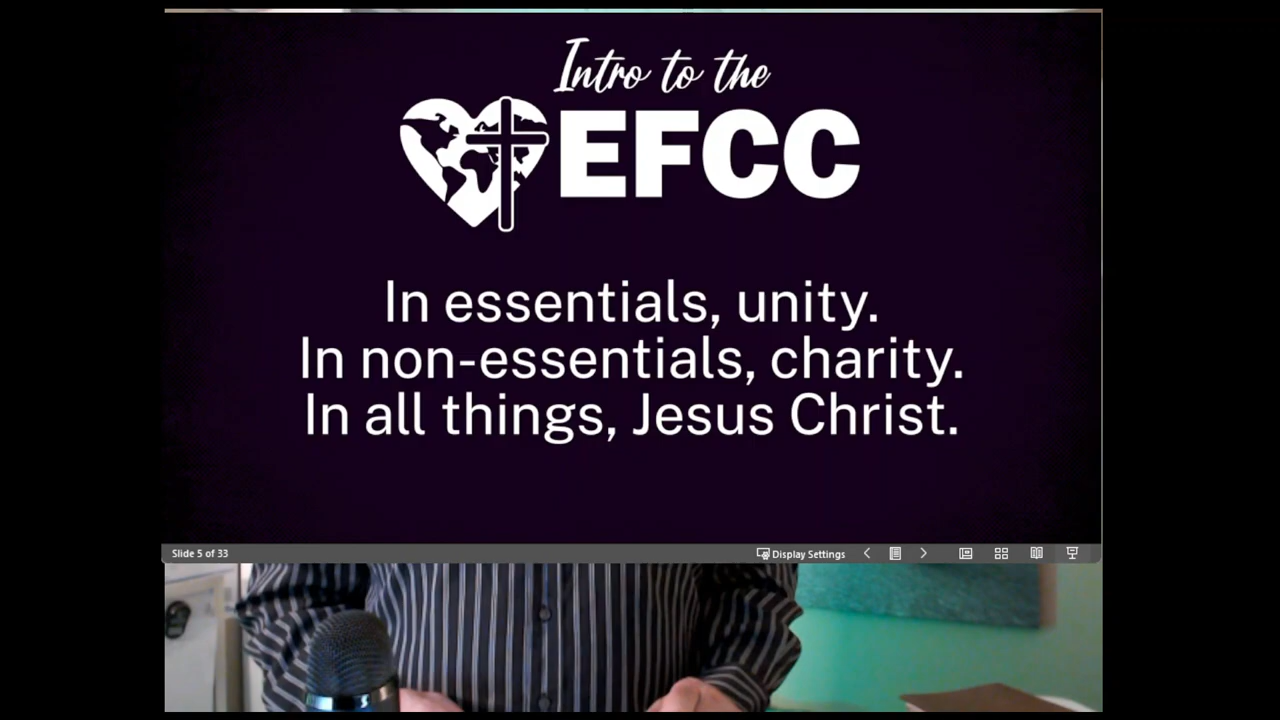 Intro to the
EFCC
In essentials, unity.
In non-essentials, charity.
In all things, Jesus Christ.
Slide 5 of 33
Display Settings